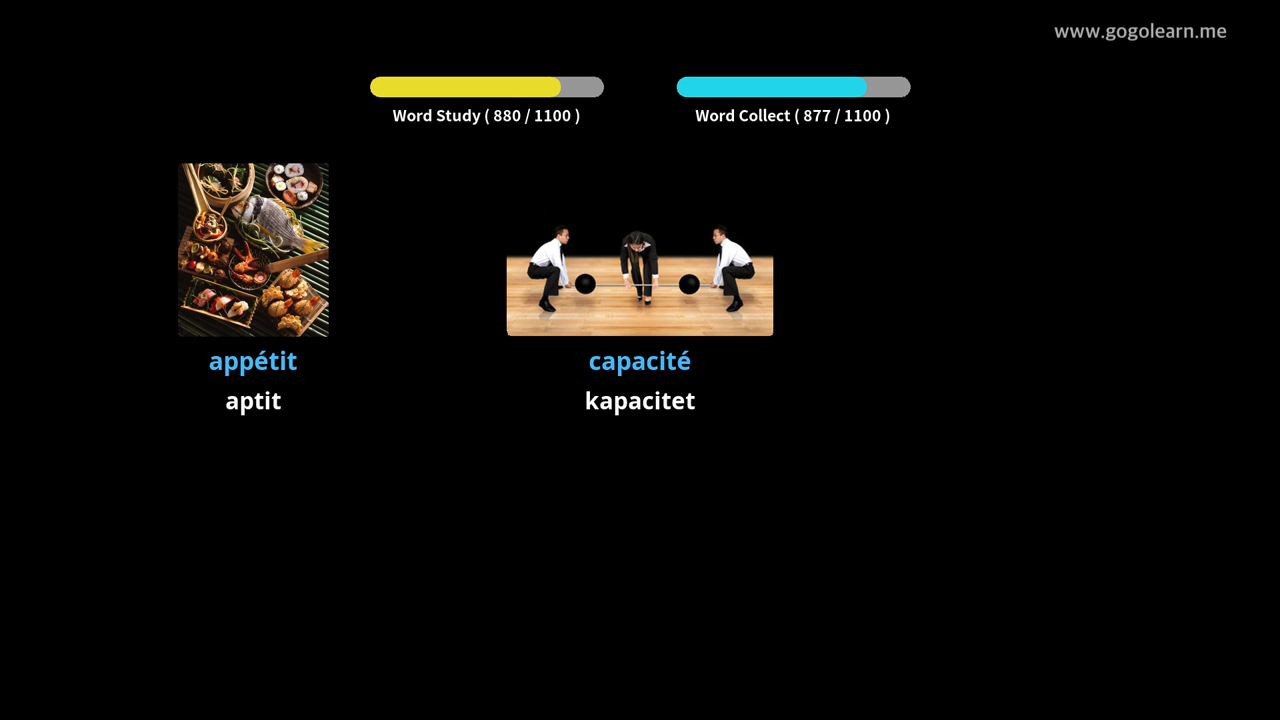 www.gogolearn.me
Word Study ( 880 / 1100 )
Word Collect ( 877 / 1100 )
appétit
aptit
capacité
kapacitet